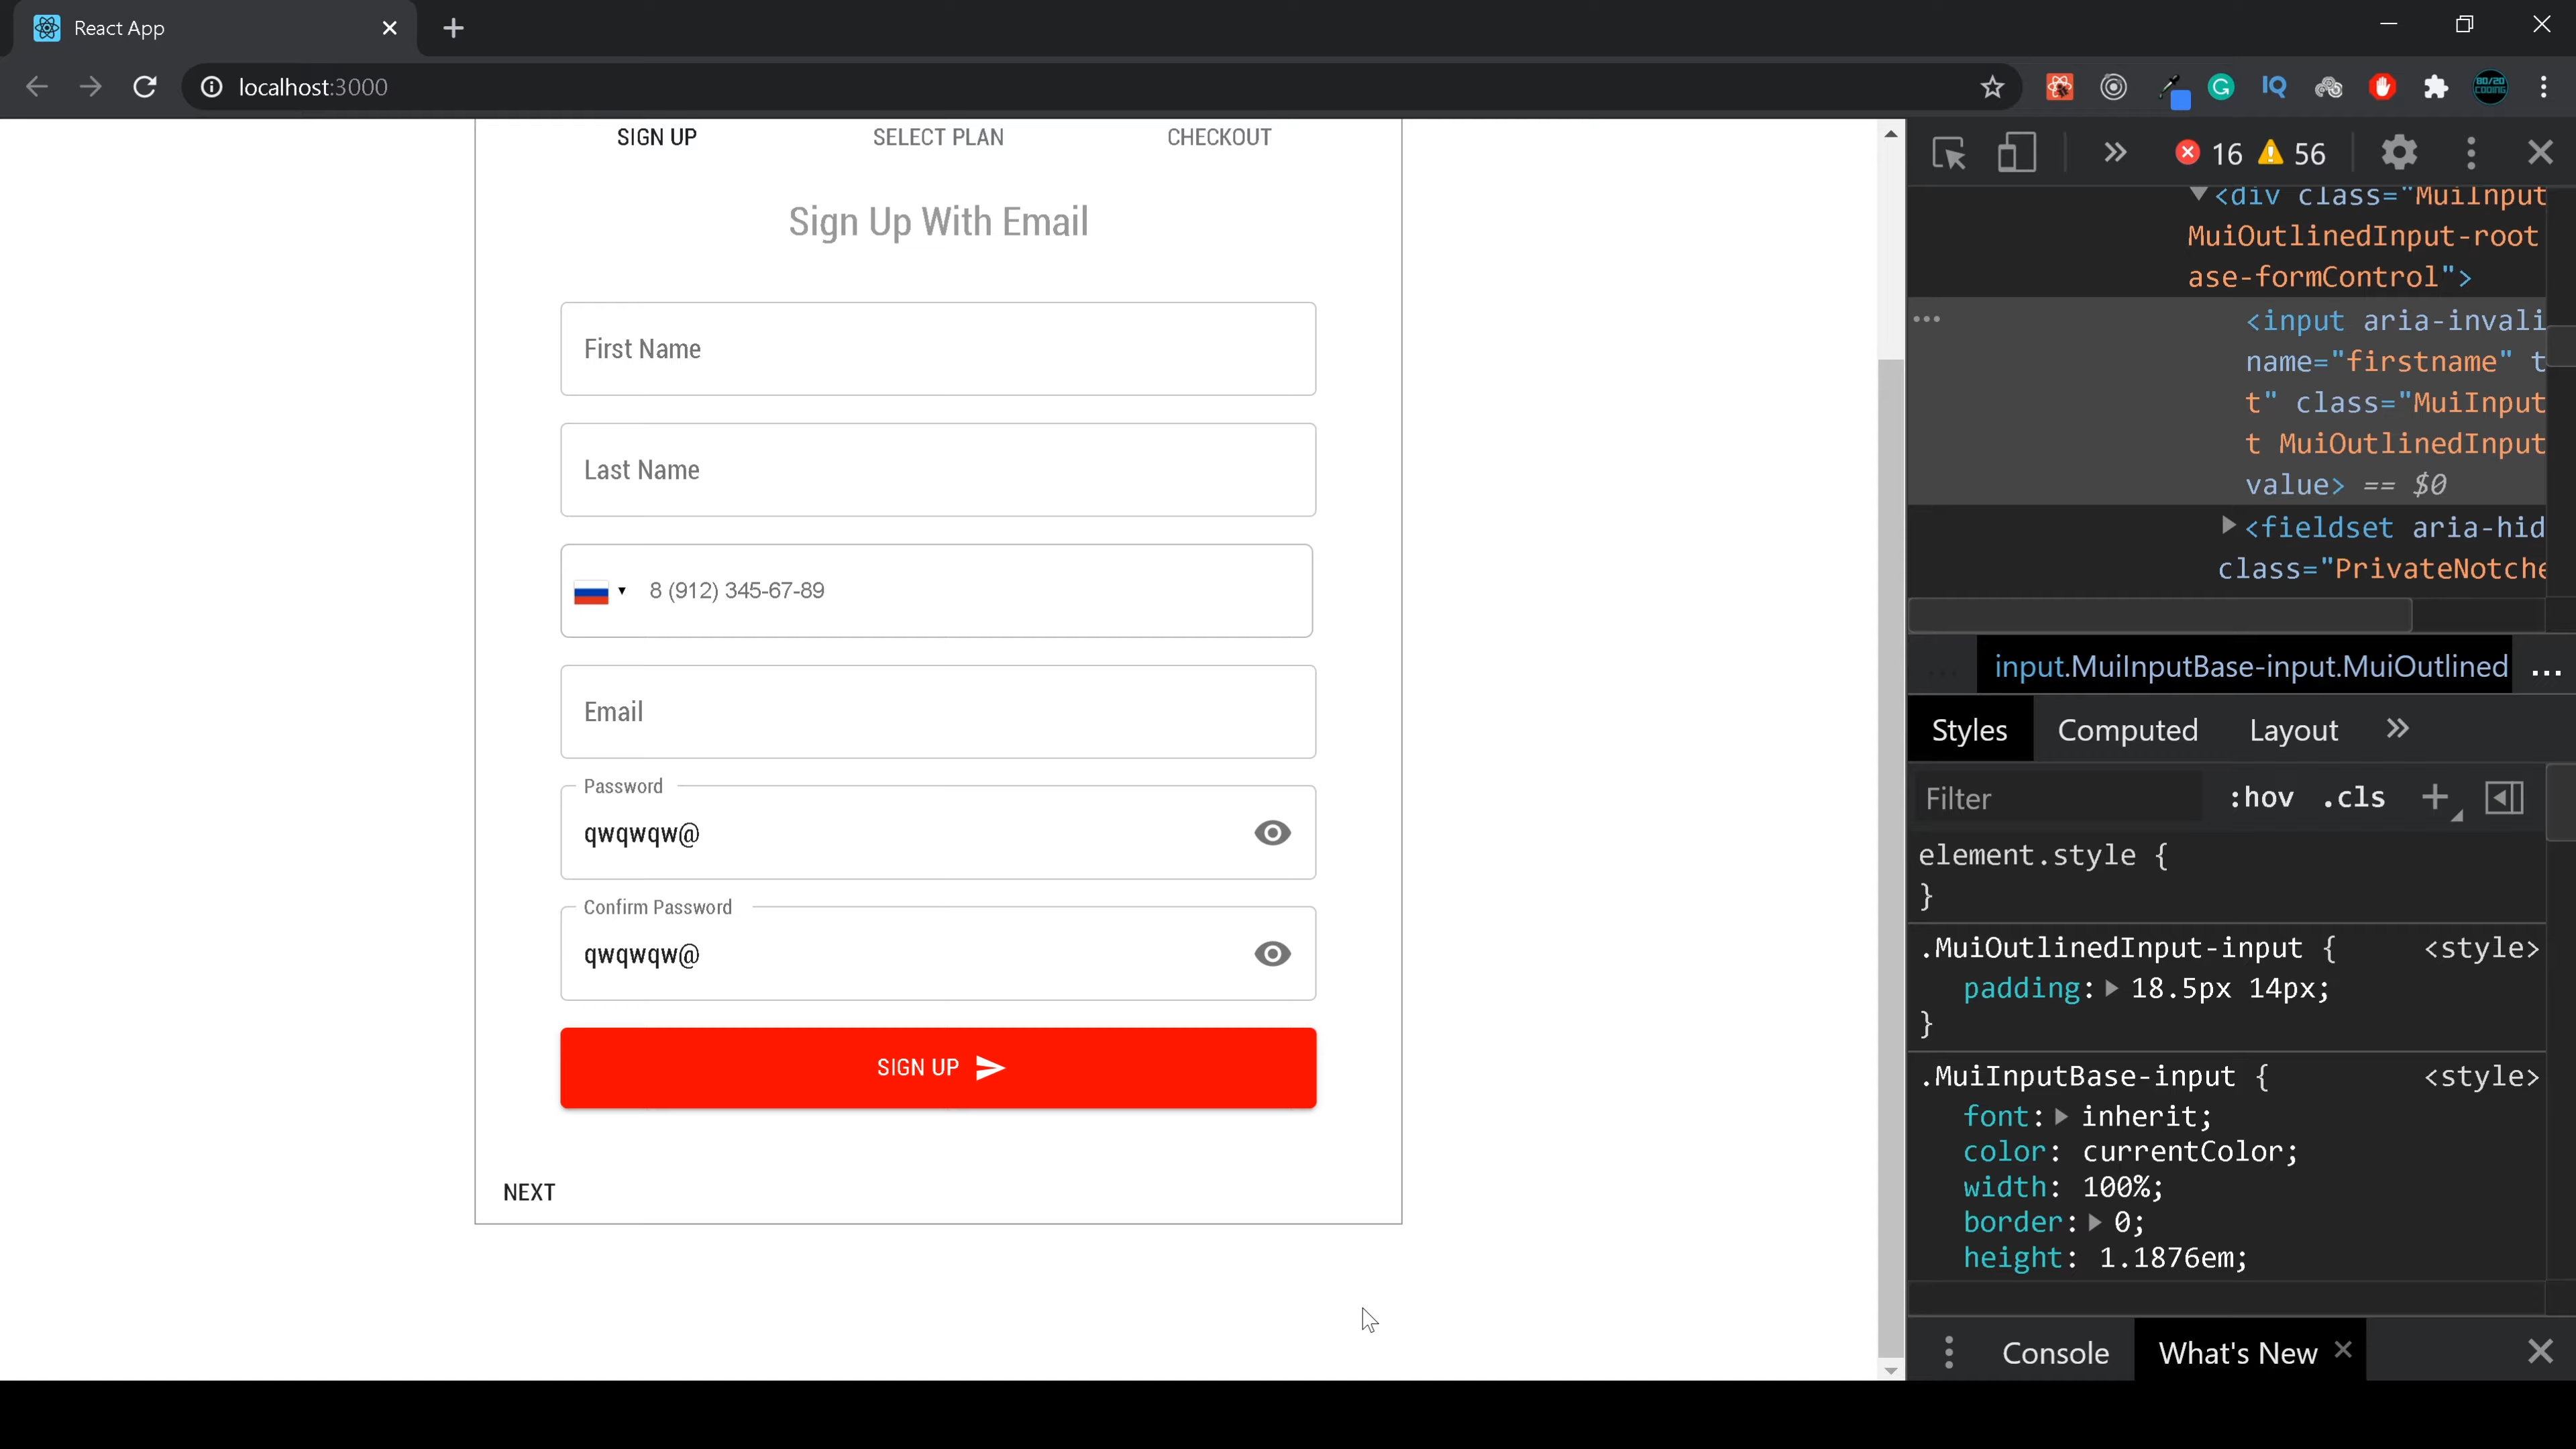 React App
localhost:3000
IQ
80/20
CODING
SIGN UP
SELECT PLAN
CHECKOUT
Sign Up With Email
First Name
Last Name
8 (912) 345-67-89
Email
Password
qwqwqw@
Confirm Password
qwqwqw@
SIGN UP
NEXT
16
56
<div class="MuiInput
MuiOutlinedInput-root
ase-formControl">
<input aria-invali
name="firstname" t
t" class="MuiInput
t MuiOutlinedInput
value> == $0
<fieldset aria-hid
class="PrivateNotche
input.MuiInputBase-input.MuiOutlined
...
Styles
Computed
Layout
Filter
:hov
.cls
element.style {
}
.MuiOutlinedInput-input {
<style>
padding: 18.5px 14px;
}
.MuiInputBase-input {
<style>
font: inherit;
color: currentColor;
width: 100%;
border: 0;
height: 1.1876em;
Console
What's New